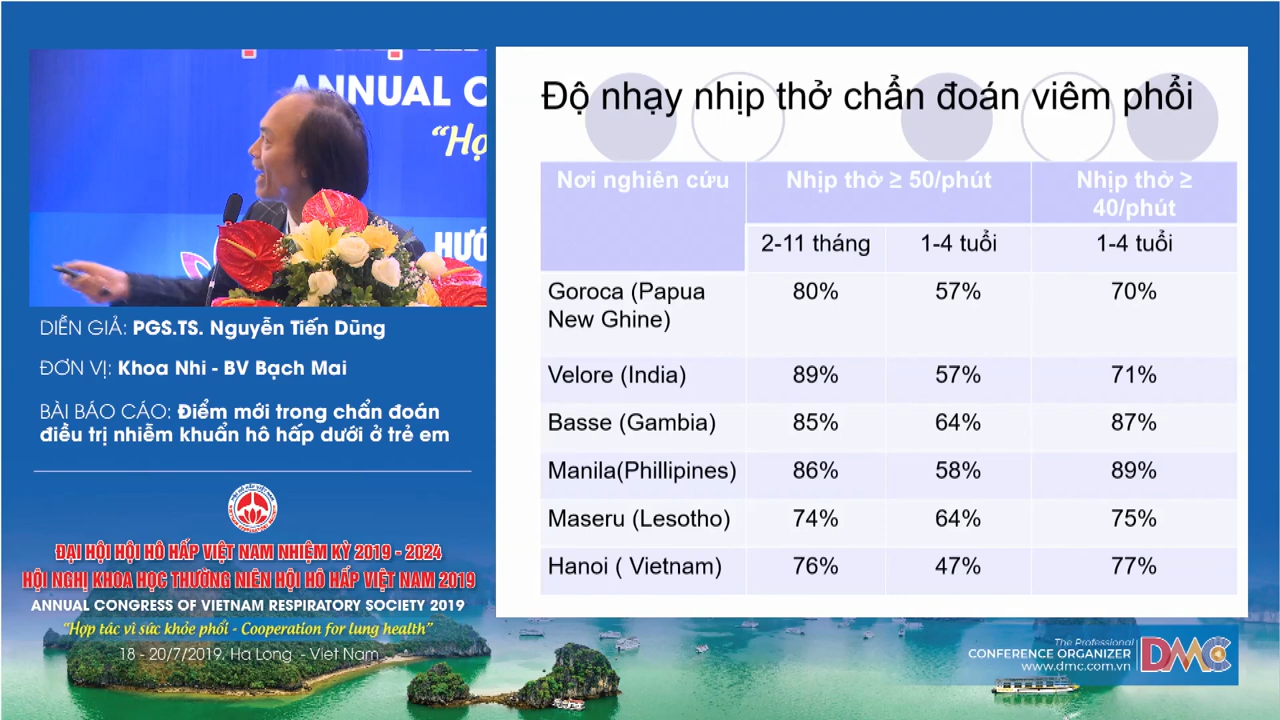 ANNUAL C
“Họ
HƯỚ
DIỄN GIẢ: PGS.TS. Nguyễn Tiến Dũng
ĐƠN VỊ: Khoa Nhi - BV Bạch Mai
BÀI BÁO CÁO: Điểm mới trong chẩn đoán
điều trị nhiễm khuẩn hô hấp dưới ở trẻ em
ĐẠI HỘI HỘI HÔ HẤP VIỆT NAM NHIỆM KỲ 2019 - 2024
HỘI NGHỊ KHOA HỌC THƯỜNG NIÊN HỘI HÔ HẤP VIỆT NAM 2019
ANNUAL CONGRESS OF VIETNAM RESPIRATORY SOCIETY 2019
“Hợp tác vì sức khỏe phổi - Cooperation for lung health”
18 - 20/7/2019. Ha Long - Viet Nam
Độ nhạy nhịp thở chẩn đoán viêm phổi
Nơi nghiên cứu Nhịp thở ≥ 50/phút Nhịp thở ≥
40/phút
2-11 tháng 1-4 tuổi 1-4 tuổi
Goroca (Papua 80% 57% 70%
New Ghine)
Velore (India) 89% 57% 71%
Basse (Gambia) 85% 64% 87%
Manila(Phillipines) 86% 58% 89%
Maseru (Lesotho) 74% 64% 75%
Hanoi ( Vietnam) 76% 47% 77%
The Professional
CONFERENCE ORGANIZER
www.dmc.com.vn
DMC